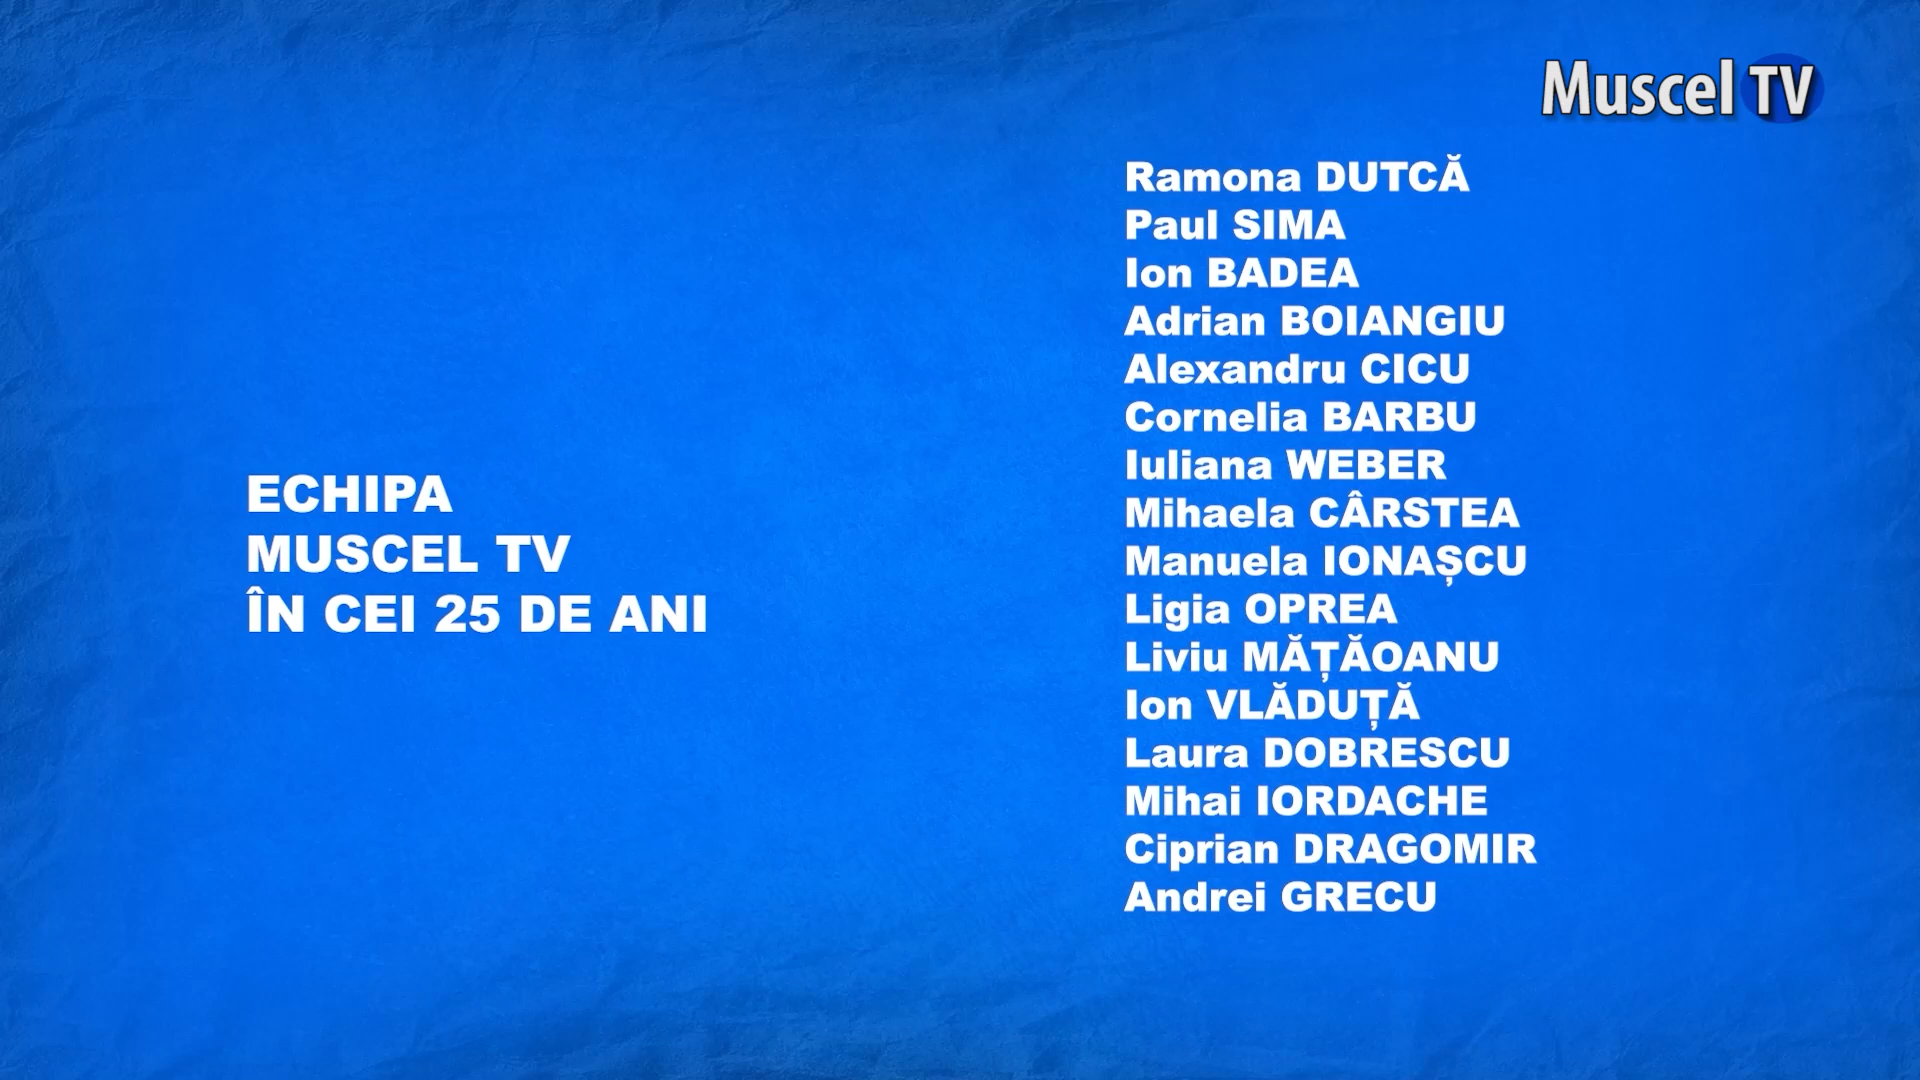 Muscel TV
ECHIPA
MUSCEL TV
ÎN CEI 25 DE ANI
Ramona DUTCĂ
Paul SIMA
Ion BADEA
Adrian BOIANGIU
Alexandru CICU
Cornelia BARBU
Iuliana WEBER
Mihaela CÂRSTEA
Manuela IONAȘCU
Ligia OPREA
Liviu MĂȚĂOANU
Ion VLĂDUȚĂ
Laura DOBRESCU
Mihai IORDACHE
Ciprian DRAGOMIR
Andrei GRECU